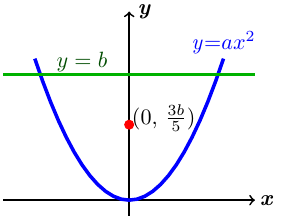 y
y=ax²
y = b
(0, 3b/5)
x